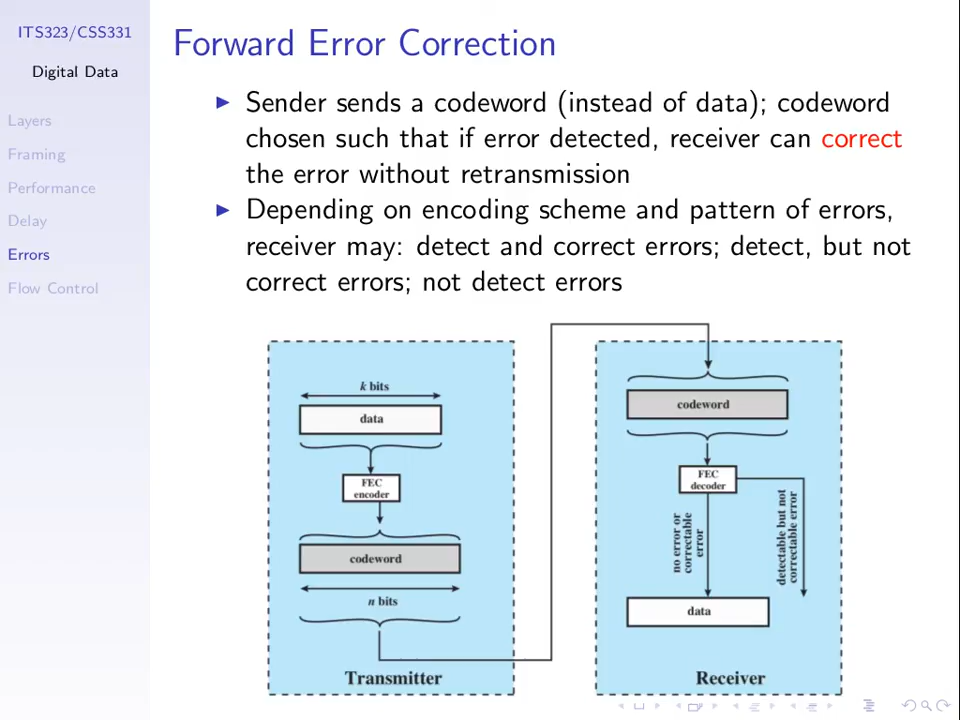 ITS323/CSS331
Digital Data
Layers
Framing
Performance
Delay
Errors
Flow Control
Forward Error Correction
Sender sends a codeword (instead of data); codeword
chosen such that if error detected, receiver can correct
the error without retransmission
Depending on encoding scheme and pattern of errors,
receiver may: detect and correct errors; detect, but not
correct errors; not detect errors
k bits
data
FEC
encoder
codeword
n bits
Transmitter
codeword
FEC
decoder
no error or
correctable
error
detectable but not
correctable error
data
Receiver